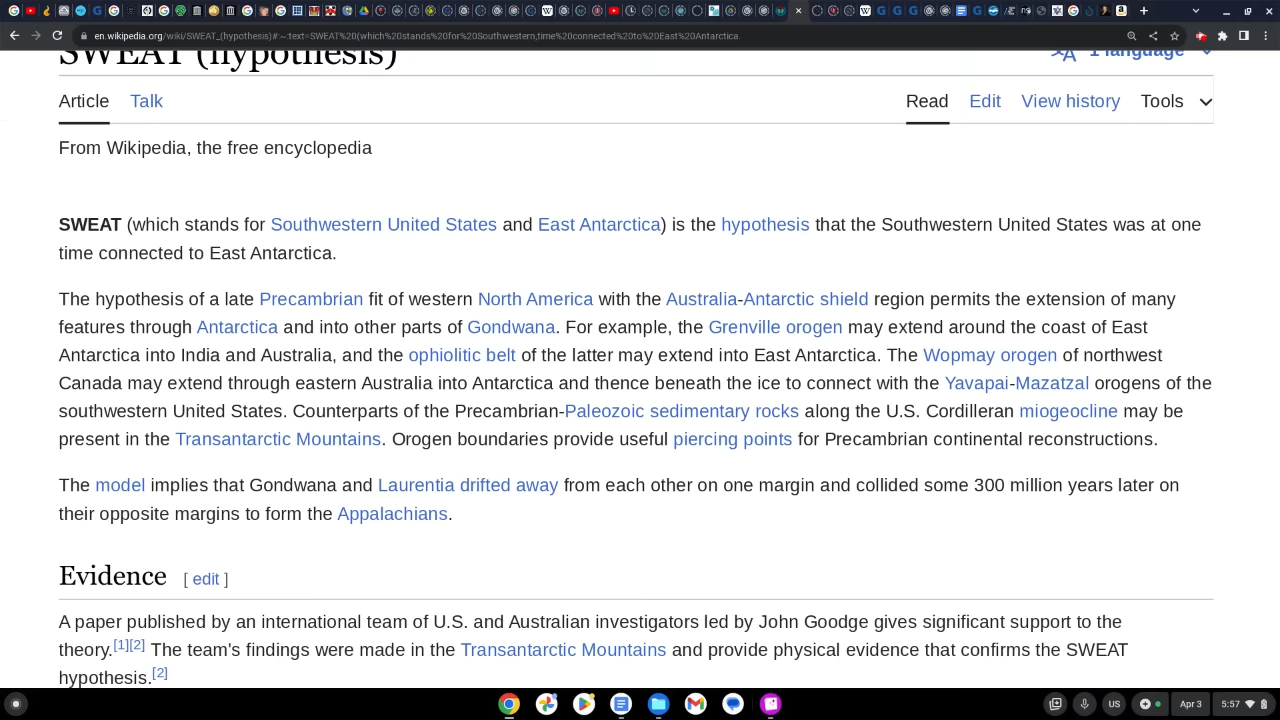 en.wikipedia.org/wiki/SWEAT_(hypothesis)#:~:text=SWEAT%20(which%20stands%20for%20Southwestern,time%20connected%20to%20East%20Antarctica.
SWEAT (hypothesis)
1 language
Article Talk Read Edit View history Tools
From Wikipedia, the free encyclopedia
SWEAT (which stands for Southwestern United States and East Antarctica) is the hypothesis that the Southwestern United States was at one
time connected to East Antarctica.
The hypothesis of a late Precambrian fit of western North America with the Australia-Antarctic shield region permits the extension of many
features through Antarctica and into other parts of Gondwana. For example, the Grenville orogen may extend around the coast of East
Antarctica into India and Australia, and the ophiolitic belt of the latter may extend into East Antarctica. The Wopmay orogen of northwest
Canada may extend through eastern Australia into Antarctica and thence beneath the ice to connect with the Yavapai-Mazatzal orogens of the
southwestern United States. Counterparts of the Precambrian-Paleozoic sedimentary rocks along the U.S. Cordilleran miogeocline may be
present in the Transantarctic Mountains. Orogen boundaries provide useful piercing points for Precambrian continental reconstructions.
The model implies that Gondwana and Laurentia drifted away from each other on one margin and collided some 300 million years later on
their opposite margins to form the Appalachians.
Evidence [ edit ]
A paper published by an international team of U.S. and Australian investigators led by John Goodge gives significant support to the
theory.[1][2] The team's findings were made in the Transantarctic Mountains and provide physical evidence that confirms the SWEAT
hypothesis.[2]
US Apr 3 5:57